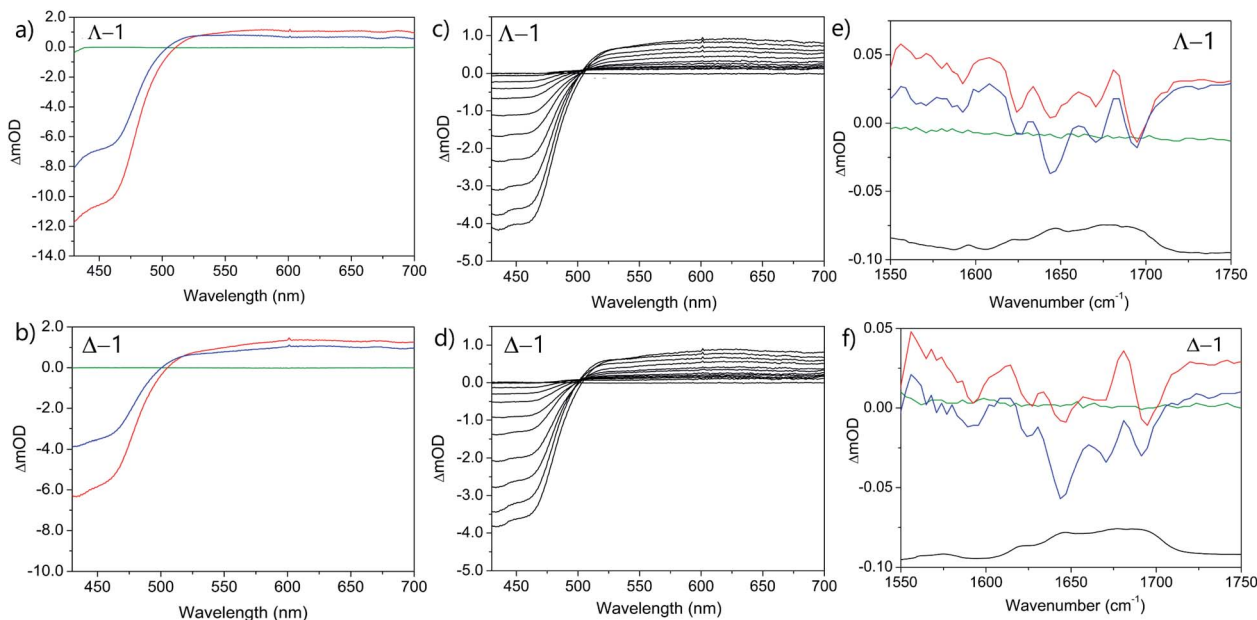 a)
Λ−1
2.0
0.0
-2.0
-4.0
-6.0
-8.0
-10.0
-12.0
-14.0
ΔmOD
450 500 550 600 650 700
Wavelength (nm)
c)
Λ−1
1.0
0.0
-1.0
-2.0
-3.0
-4.0
-5.0
ΔmOD
450 500 550 600 650 700
Wavelength (nm)
e)
Λ−1
0.05
0.00
-0.05
-0.10
ΔmOD
1550 1600 1650 1700 1750
Wavenumber (cm-1)
b)
Δ−1
2.0
0.0
-2.0
-4.0
-6.0
-8.0
-10.0
ΔmOD
450 500 550 600 650 700
Wavelength (nm)
d)
Δ−1
1.0
0.0
-1.0
-2.0
-3.0
-4.0
-5.0
ΔmOD
450 500 550 600 650 700
Wavelength (nm)
f)
Δ−1
0.05
0.00
-0.05
-0.10
ΔmOD
1550 1600 1650 1700 1750
Wavenumber (cm-1)